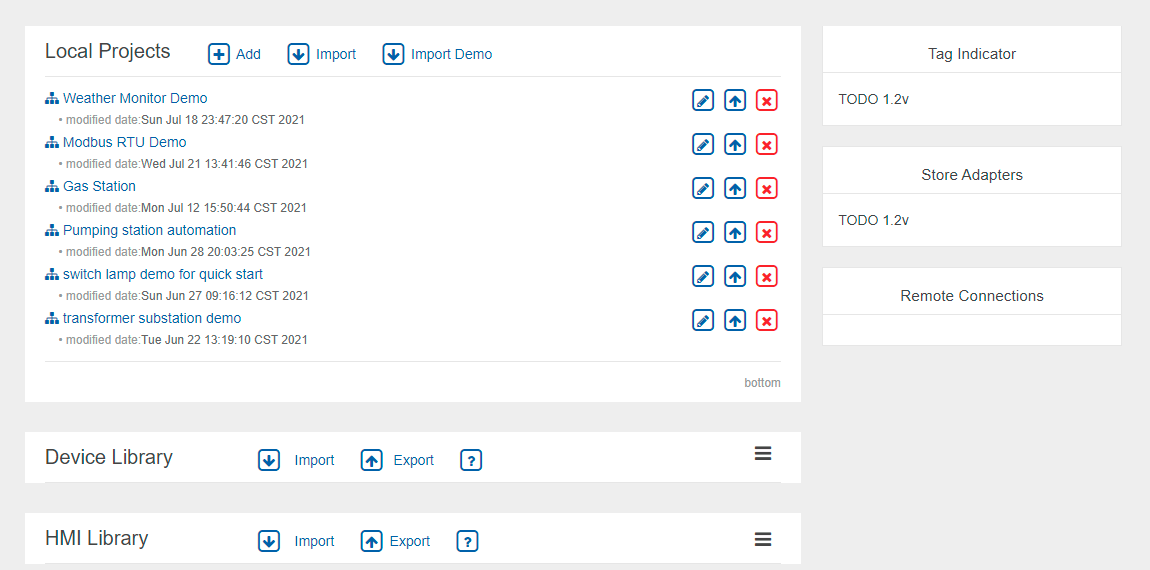 Local Projects Add Import Import Demo
Weather Monitor Demo
• modified date:Sun Jul 18 23:47:20 CST 2021
Modbus RTU Demo
• modified date:Wed Jul 21 13:41:46 CST 2021
Gas Station
• modified date:Mon Jul 12 15:50:44 CST 2021
Pumping station automation
• modified date:Mon Jun 28 20:03:25 CST 2021
switch lamp demo for quick start
• modified date:Sun Jun 27 09:16:12 CST 2021
transformer substation demo
• modified date:Tue Jun 22 13:19:10 CST 2021
bottom
Device Library Import Export ?
HMI Library Import Export ?
Tag Indicator
TODO 1.2v
Store Adapters
TODO 1.2v
Remote Connections